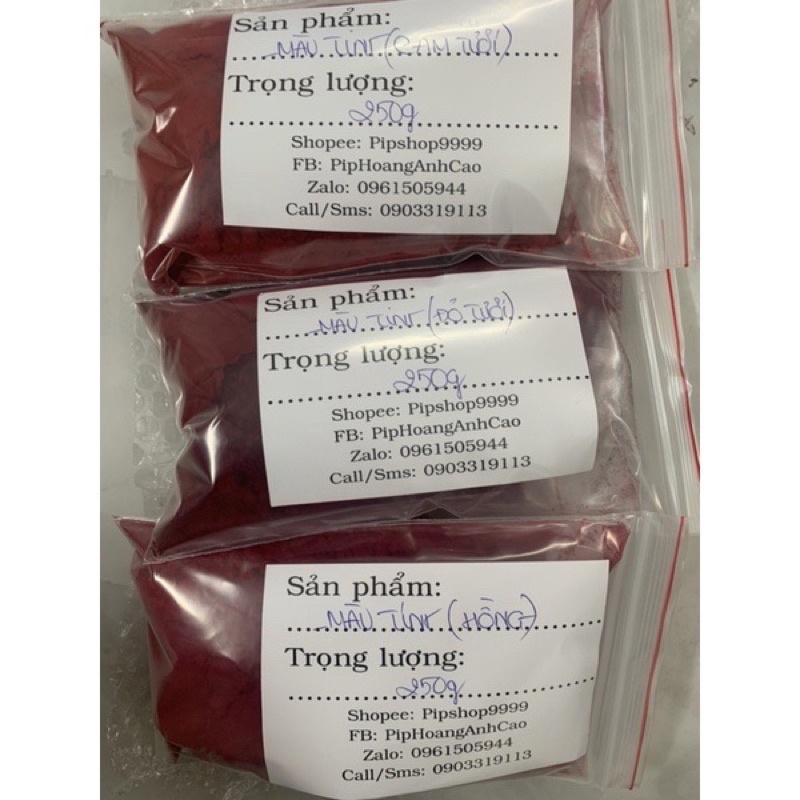 Sản phẩm:
MÀU TINT (CAM TƯƠI)
Trọng lượng:
250g
Shopee: Pipshop9999
FB: PipHoangAnhCao
Zalo: 0961505944
Call/Sms: 0903319113
Sản phẩm:
MÀU TINT (ĐỎ TƯƠI)
Trọng lượng:
250g
Shopee: Pipshop9999
FB: PipHoangAnhCao
Zalo: 0961505944
Call/Sms: 0903319113
Sản phẩm:
MÀU TINT (HỒNG)
Trọng lượng:
250g
Shopee: Pipshop9999
FB: PipHoangAnhCao
Zalo: 0961505944
Call/Sms: 0903319113